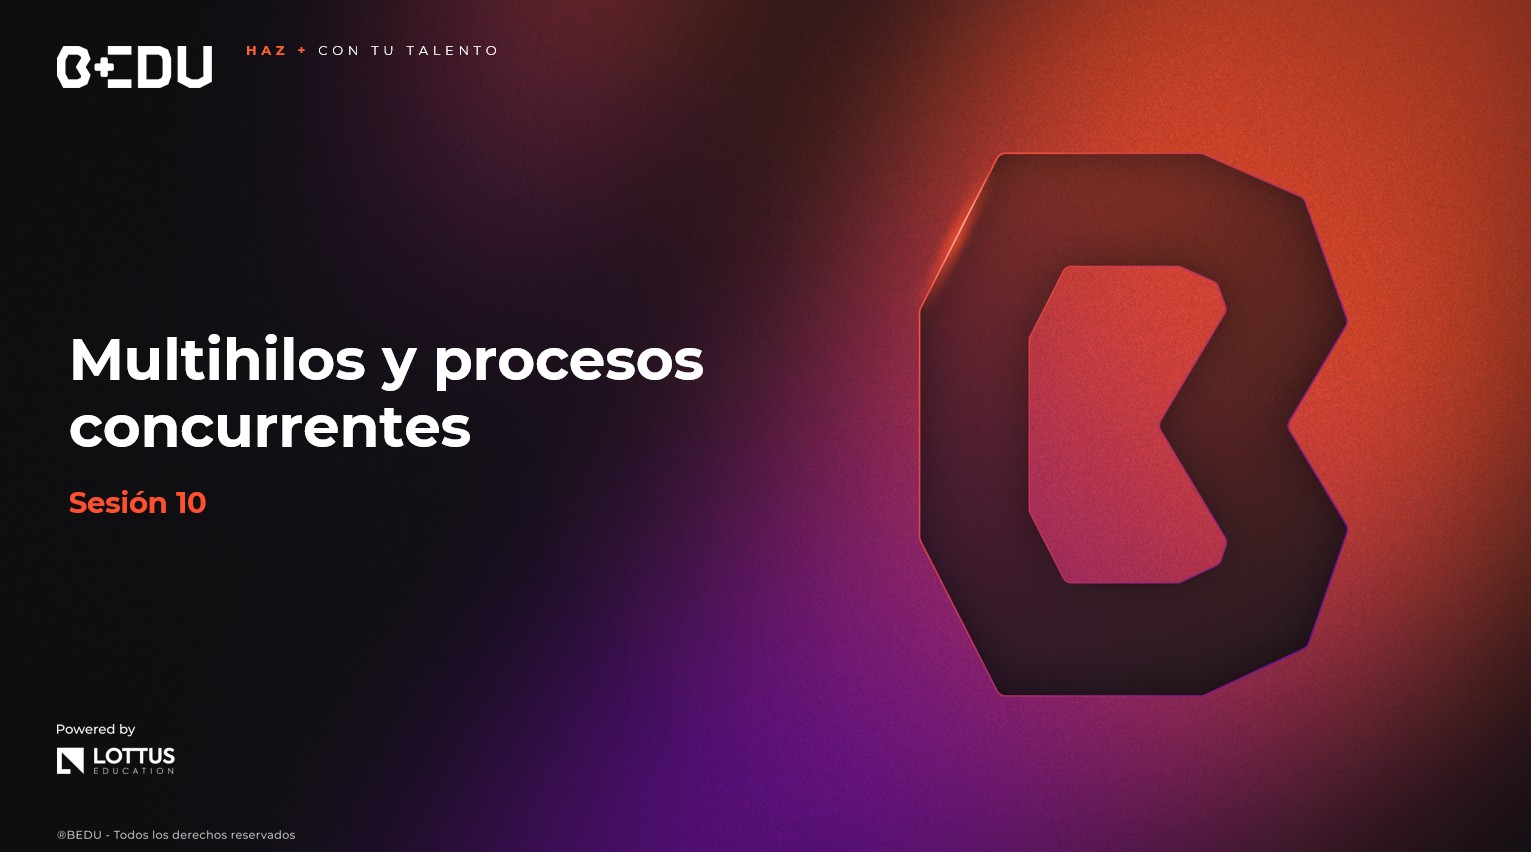 B+EDU
HAZ + CON TU TALENTO
Multihilos y procesos
concurrentes
Sesión 10
Powered by
LOTTUS
EDUCATION
®BEDU - Todos los derechos reservados